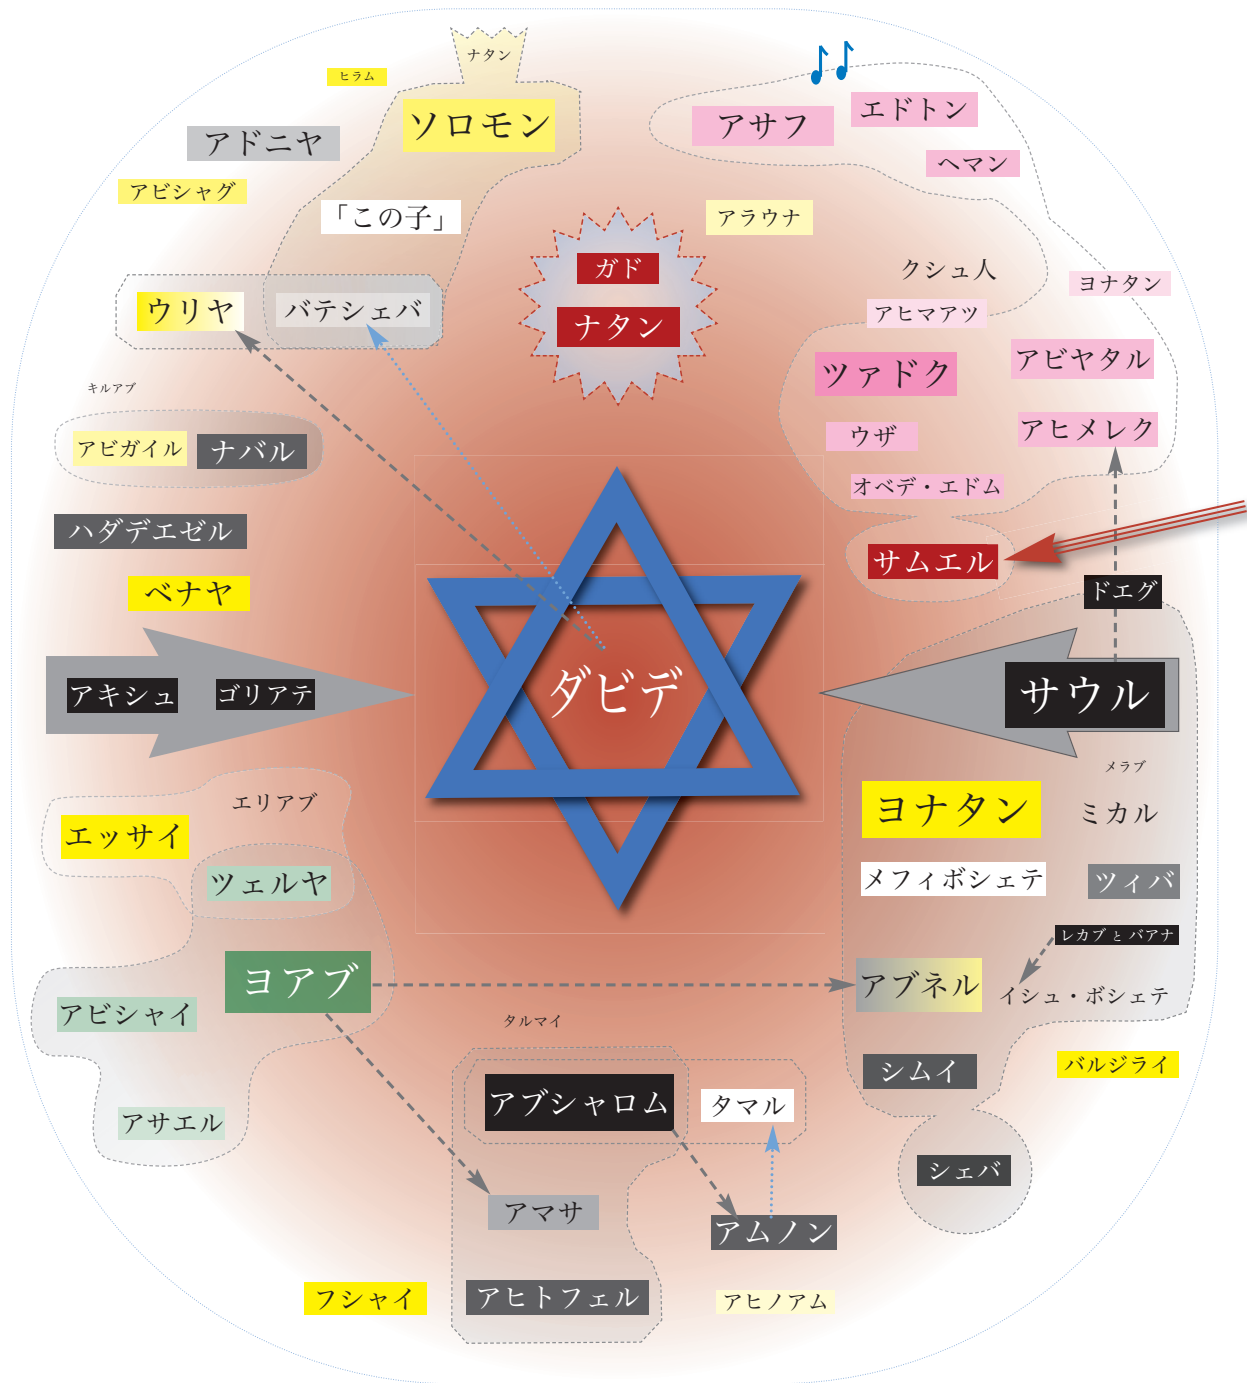 ナタン
ヒラム
ソロモン
アサフ
エドトン
アドニヤ
ヘマン
アビシャグ
「この子」
アラウナ
ガド
クシュ人
ヨナタン
ウリヤ
バテシェバ
ナタン
アヒマアツ
アビヤタル
ツァドク
キルアブ
アビガイル
ナバル
ウザ
アヒメレク
オベデ・エドム
ハダデエゼル
サムエル
ベナヤ
ドエグ
アキシュ
ゴリアテ
ダビデ
サウル
メラブ
エリアブ
ヨナタン
ミカル
エッサイ
ツェルヤ
メフィボシェテ
ツィバ
レカブ と バアナ
ヨアブ
アブネル
イシュ・ボシェテ
アビシャイ
タルマイ
シムイ
バルジライ
アブシャロム
タマル
アサエル
シェバ
アマサ
アムノン
フシャイ
アヒトフェル
アヒノアム